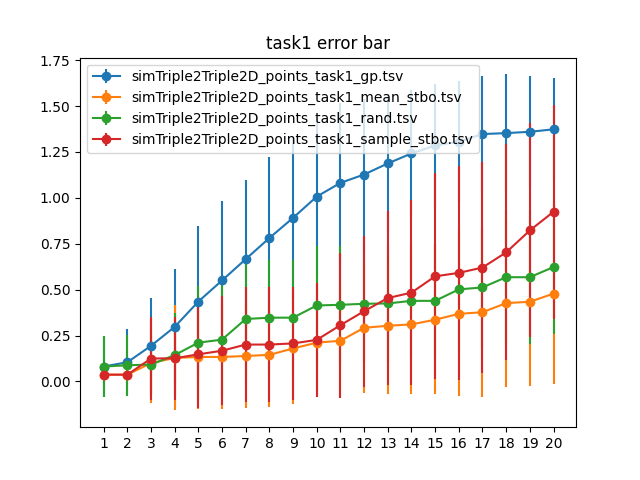 task1 error bar
1.75
1.50
1.25
1.00
0.75
0.50
0.25
0.00
simTriple2Triple2D_points_task1_gp.tsv
simTriple2Triple2D_points_task1_mean_stbo.tsv
simTriple2Triple2D_points_task1_rand.tsv
simTriple2Triple2D_points_task1_sample_stbo.tsv
1 2 3 4 5 6 7 8 9 10 11 12 13 14 15 16 17 18 19 20